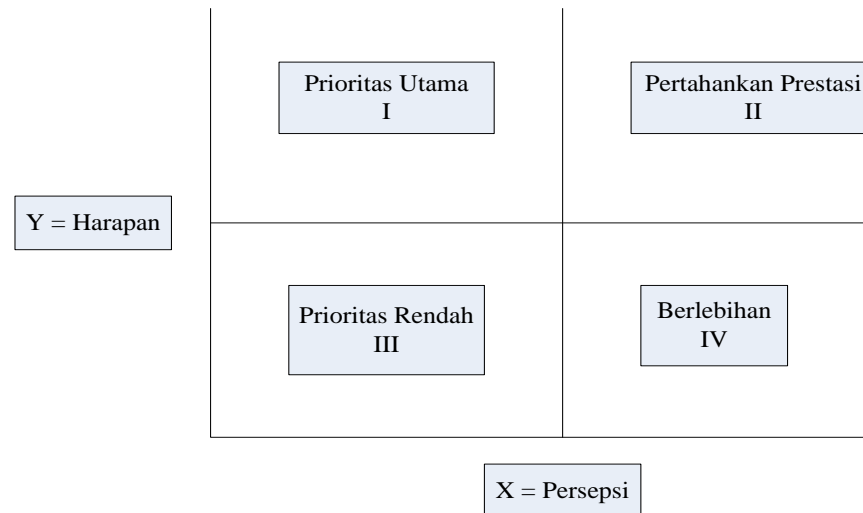 Prioritas Utama
I
Pertahankan Prestasi
II
Y = Harapan
Prioritas Rendah
III
Berlebihan
IV
X = Persepsi